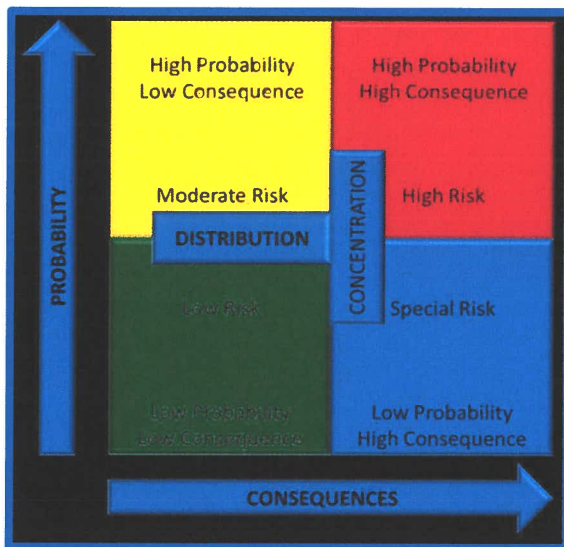 High Probability
Low Consequence
High Probability
High Consequence
Moderate Risk
High Risk
DISTRIBUTION
CONCENTRATION
PROBABILITY
Low Risk
Special Risk
Low Probability
Low Consequence
Low Probability
High Consequence
CONSEQUENCES